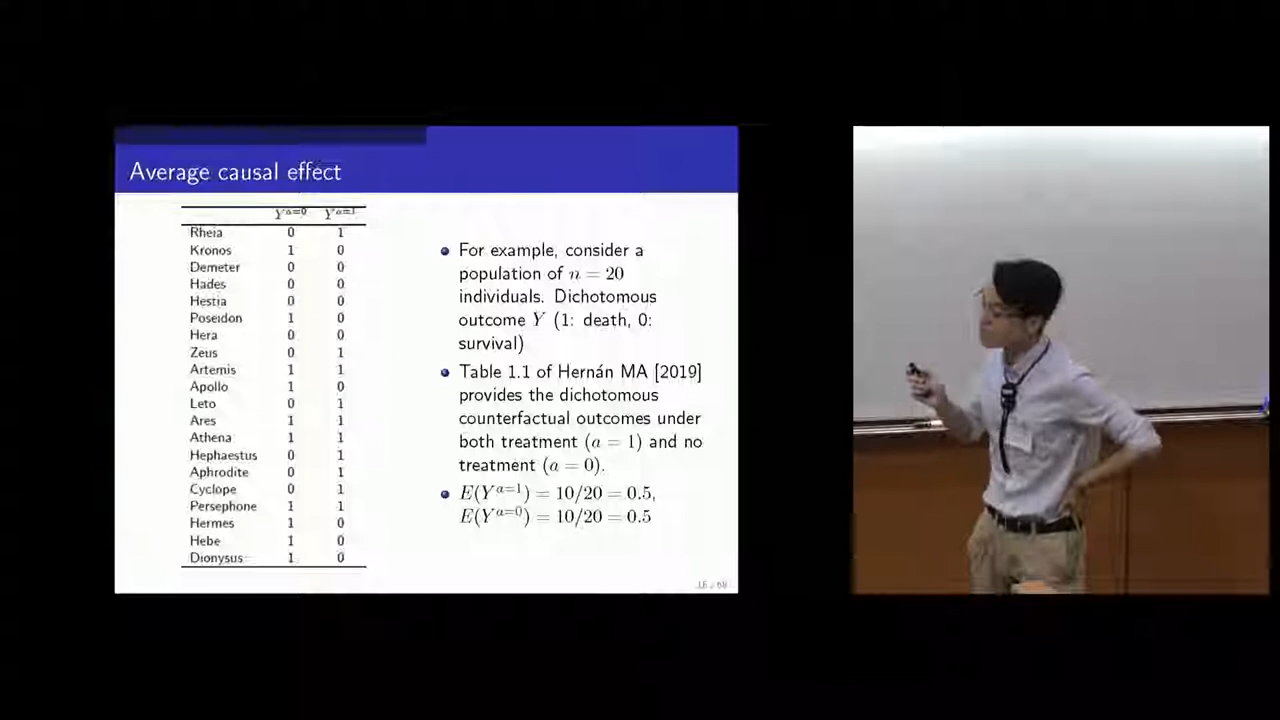 Average causal effect
Y^{a=0} Y^{a=1}
Rheia 0 1
Kronos 1 0
Demeter 0 0
Hades 0 0
Hestia 0 0
Poseidon 1 0
Hera 0 0
Zeus 0 1
Artemis 1 1
Apollo 1 0
Leto 0 1
Ares 1 1
Athena 1 1
Hephaestus 0 1
Aphrodite 0 1
Cyclope 0 1
Persephone 1 1
Hermes 1 0
Hebe 1 0
Dionysus 1 0
For example, consider a
population of n = 20
individuals. Dichotomous
outcome Y (1: death, 0:
survival)
Table 1.1 of Hernán MA [2019]
provides the dichotomous
counterfactual outcomes under
both treatment (a = 1) and no
treatment (a = 0).
E(Y^{a=1}) = 10/20 = 0.5,
E(Y^{a=0}) = 10/20 = 0.5